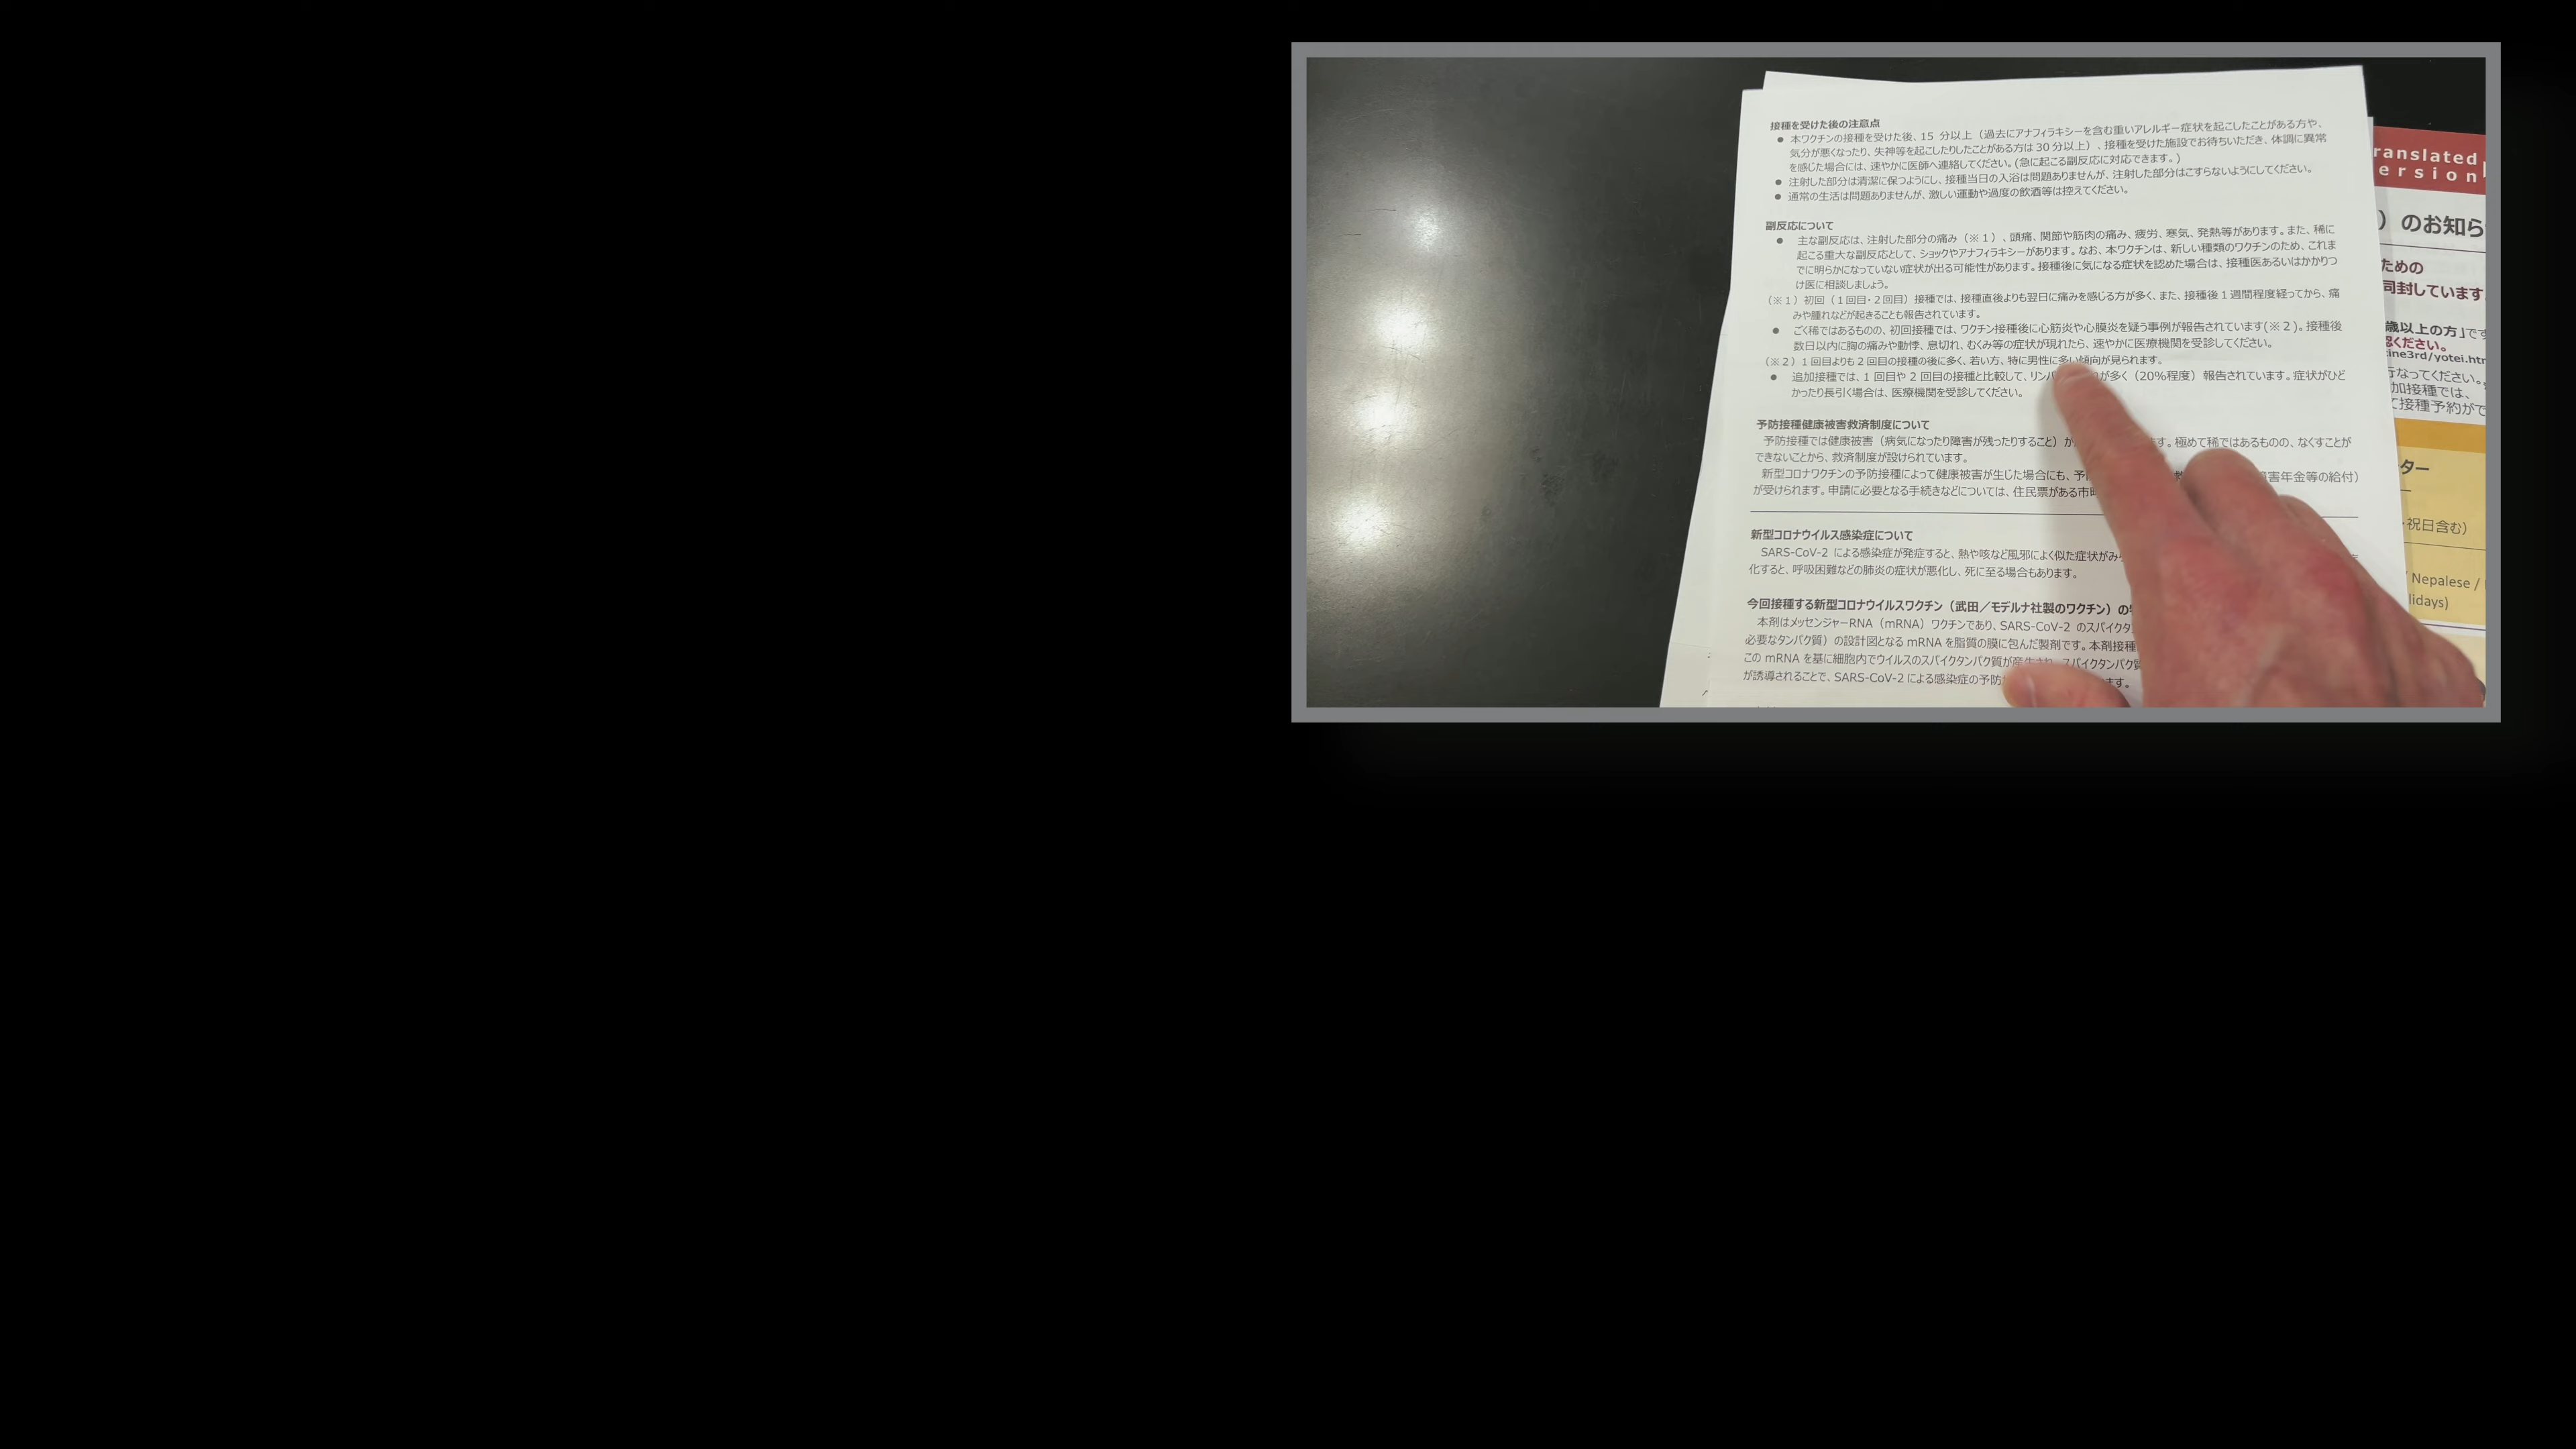 接種を受けた後の注意点
● 本ワクチンの接種を受けた後、15 分以上（過去にアナフィラキシーを含む重いアレルギー症状を起こしたことがある方や、
気分が悪くなったり、失神等を起こしたりしたことがある方は 30 分以上）、接種を受けた施設でお待ちいただき、体調に異常
を感じた場合には、速やかに医師へ連絡してください。(急に起こる副反応に対応できます。)
● 注射した部分は清潔に保つようにし、接種当日の入浴は問題ありませんが、注射した部分はこすらないようにしてください。
● 通常の生活は問題ありませんが、激しい運動や過度の飲酒等は控えてください。
副反応について
● 主な副反応は、注射した部分の痛み（※１）、頭痛、関節や筋肉の痛み、疲労、寒気、発熱等があります。また、稀に
起こる重大な副反応として、ショックやアナフィラキシーがあります。なお、本ワクチンは、新しい種類のワクチンのため、これま
でに明らかになっていない症状が出る可能性があります。接種後に気になる症状を認めた場合は、接種医あるいはかかりつ
け医に相談しましょう。
（※１）初回（１回目・２回目）接種では、接種直後よりも翌日に痛みを感じる方が多く、また、接種後１週間程度経ってから、痛
みや腫れなどが起きることも報告されています。
● ごく稀ではあるものの、初回接種では、ワクチン接種後に心筋炎や心膜炎を疑う事例が報告されています(※２)。接種後
数日以内に胸の痛みや動悸、息切れ、むくみ等の症状が現れたら、速やかに医療機関を受診してください。
（※２）１回目よりも２回目の接種の後に多く、若い方、特に男性に多い傾向が見られます。
● 追加接種では、１回目や２回目の接種と比較して、リンパ が多く（20%程度）報告されています。症状がひど
かったり長引く場合は、医療機関を受診してください。
予防接種健康被害救済制度について
予防接種では健康被害（病気になったり障害が残ったりすること）が す。極めて稀ではあるものの、なくすことが
できないことから、救済制度が設けられています。
新型コロナワクチンの予防接種によって健康被害が生じた場合にも、予 害年金等の給付）
が受けられます。申請に必要となる手続きなどについては、住民票がある市
新型コロナウイルス感染症について
SARS-CoV-2 による感染症が発症すると、熱や咳など風邪によく似た症状がみ
化すると、呼吸困難などの肺炎の症状が悪化し、死に至る場合もあります。
今回接種する新型コロナウイルスワクチン（武田／モデルナ社製のワクチン）の
本剤はメッセンジャーRNA（mRNA）ワクチンであり、SARS-CoV-2 のスパイクタ
必要なタンパク質）の設計図となる mRNA を脂質の膜に包んだ製剤です。本剤接種
この mRNA を基に細胞内でウイルスのスパイクタンパク質が産生され、スパイクタンパク質
が誘導されることで、SARS-CoV-2 による感染症の予防 ます。
ranslated
ersion
）のお知ら
ための
同封しています
歳以上の方」です
認ください。
cine3rd/yotei.htm
行なってください。
加接種では、
て接種予約がで
ター
・祝日含む）
Nepalese /
lidays)